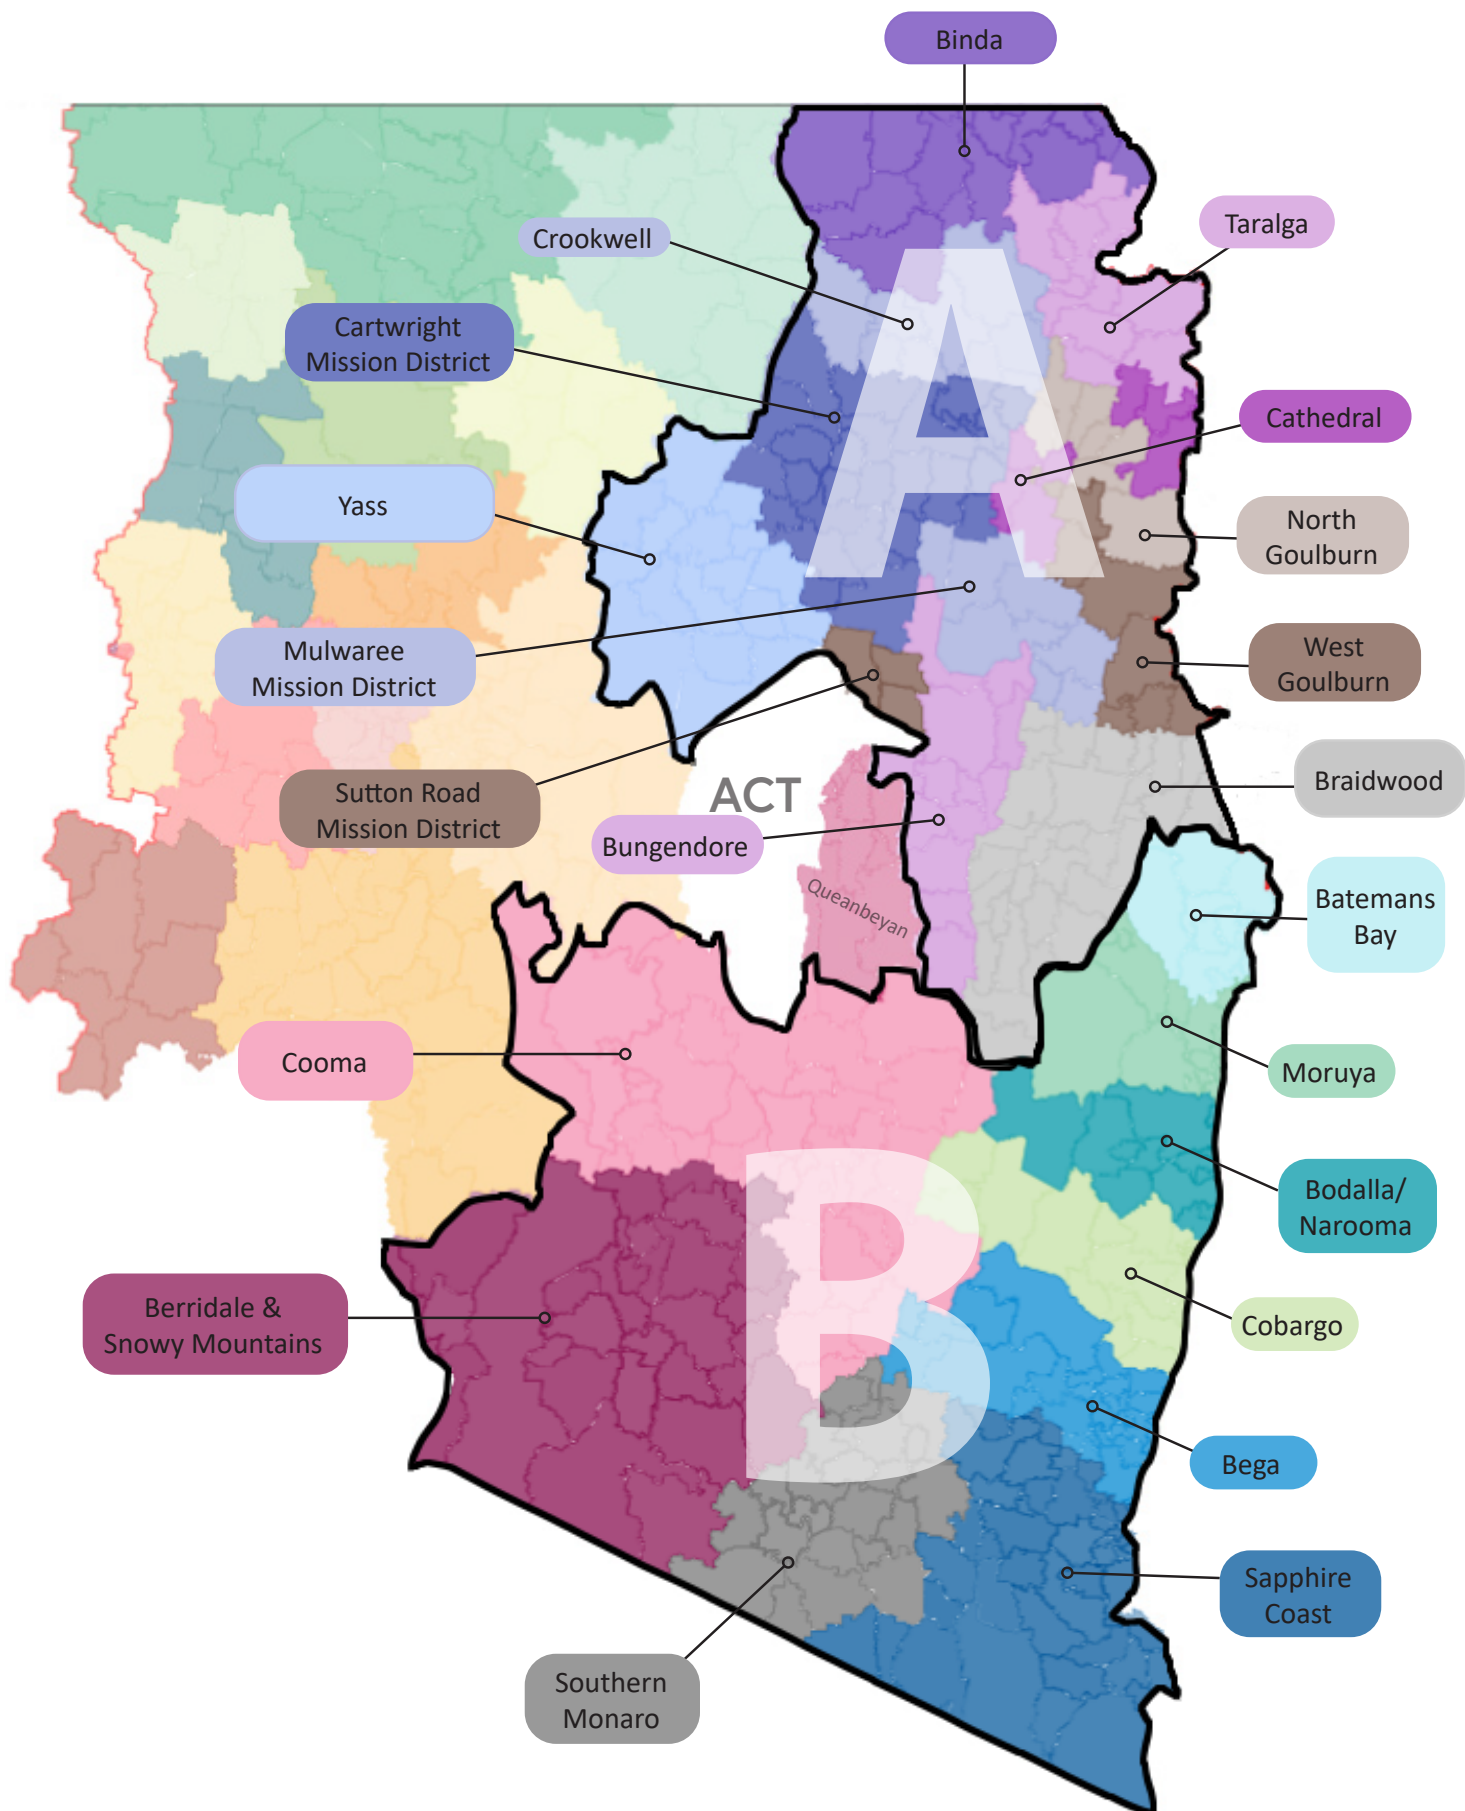 Binda
Taralga
Crookwell
A
Cartwright
Mission District
Cathedral
Yass
North
Goulburn
Mulwaree
Mission District
West
Goulburn
Sutton Road
Mission District
ACT
Braidwood
Bungendore
Queanbeyan
Batemans
Bay
Cooma
Moruya
Bodalla/
Narooma
B
Berridale &
Snowy Mountains
Cobargo
Bega
Sapphire
Coast
Southern
Monaro